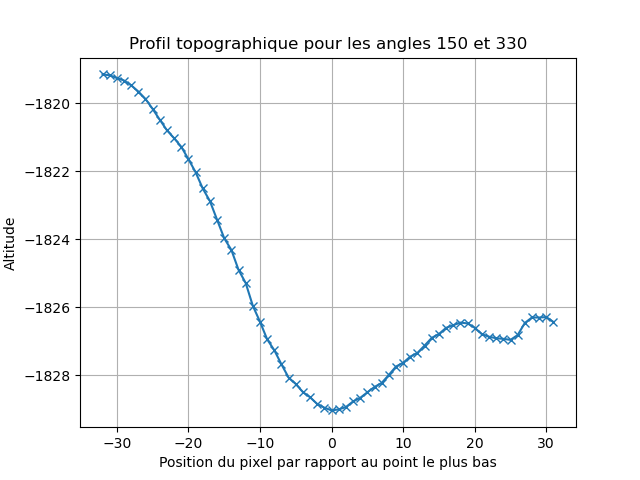 Profil topographique pour les angles 150 et 330
−1820
−1822
−1824
−1826
−1828
Altitude
−30 −20 −10 0 10 20 30
Position du pixel par rapport au point le plus bas